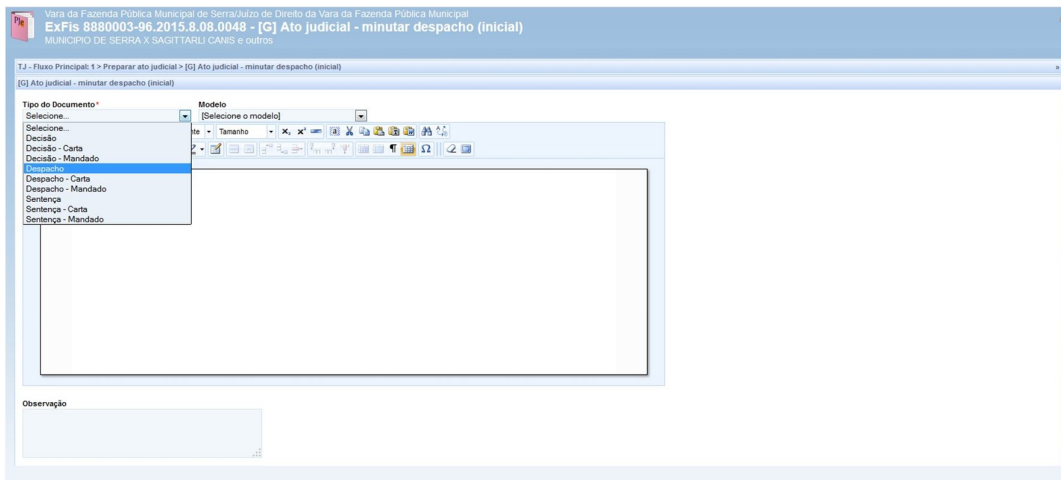 PJe
Vara da Fazenda Pública Municipal de Serra/Juízo de Direito da Vara da Fazenda Pública Municipal
ExFis 8880003-96.2015.8.08.0048 - [G] Ato judicial - minutar despacho (inicial)
MUNICIPIO DE SERRA X SAGITTARLI CANIS e outros
TJ - Fluxo Principal: 1 > Preparar ato judicial > [G] Ato judicial - minutar despacho (inicial)
[G] Ato judicial - minutar despacho (inicial)
Tipo do Documento* Modelo
Selecione... [Selecione o modelo]
Selecione...
Tamanho
Decisão
Decisão - Carta
Decisão - Mandado
Despacho
Despacho - Carta
Despacho - Mandado
Sentença
Sentença - Carta
Sentença - Mandado
Observação